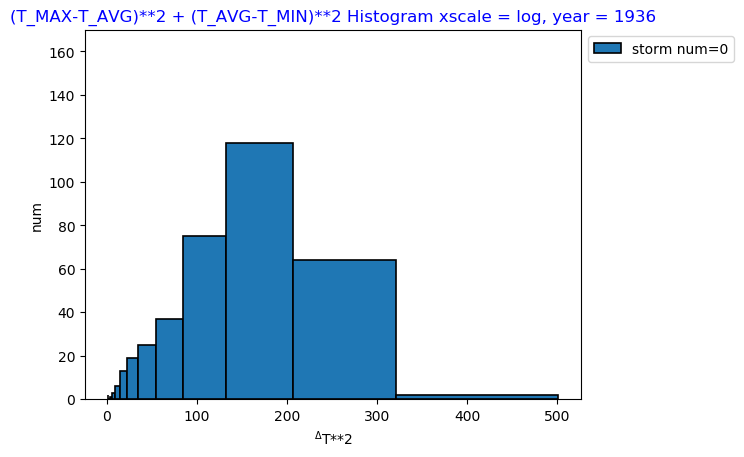 (T_MAX-T_AVG)**2 + (T_AVG-T_MIN)**2 Histogram xscale = log, year = 1936
storm num=0
160
140
120
100
80
60
40
20
0
num
0 100 200 300 400 500
ΔT**2